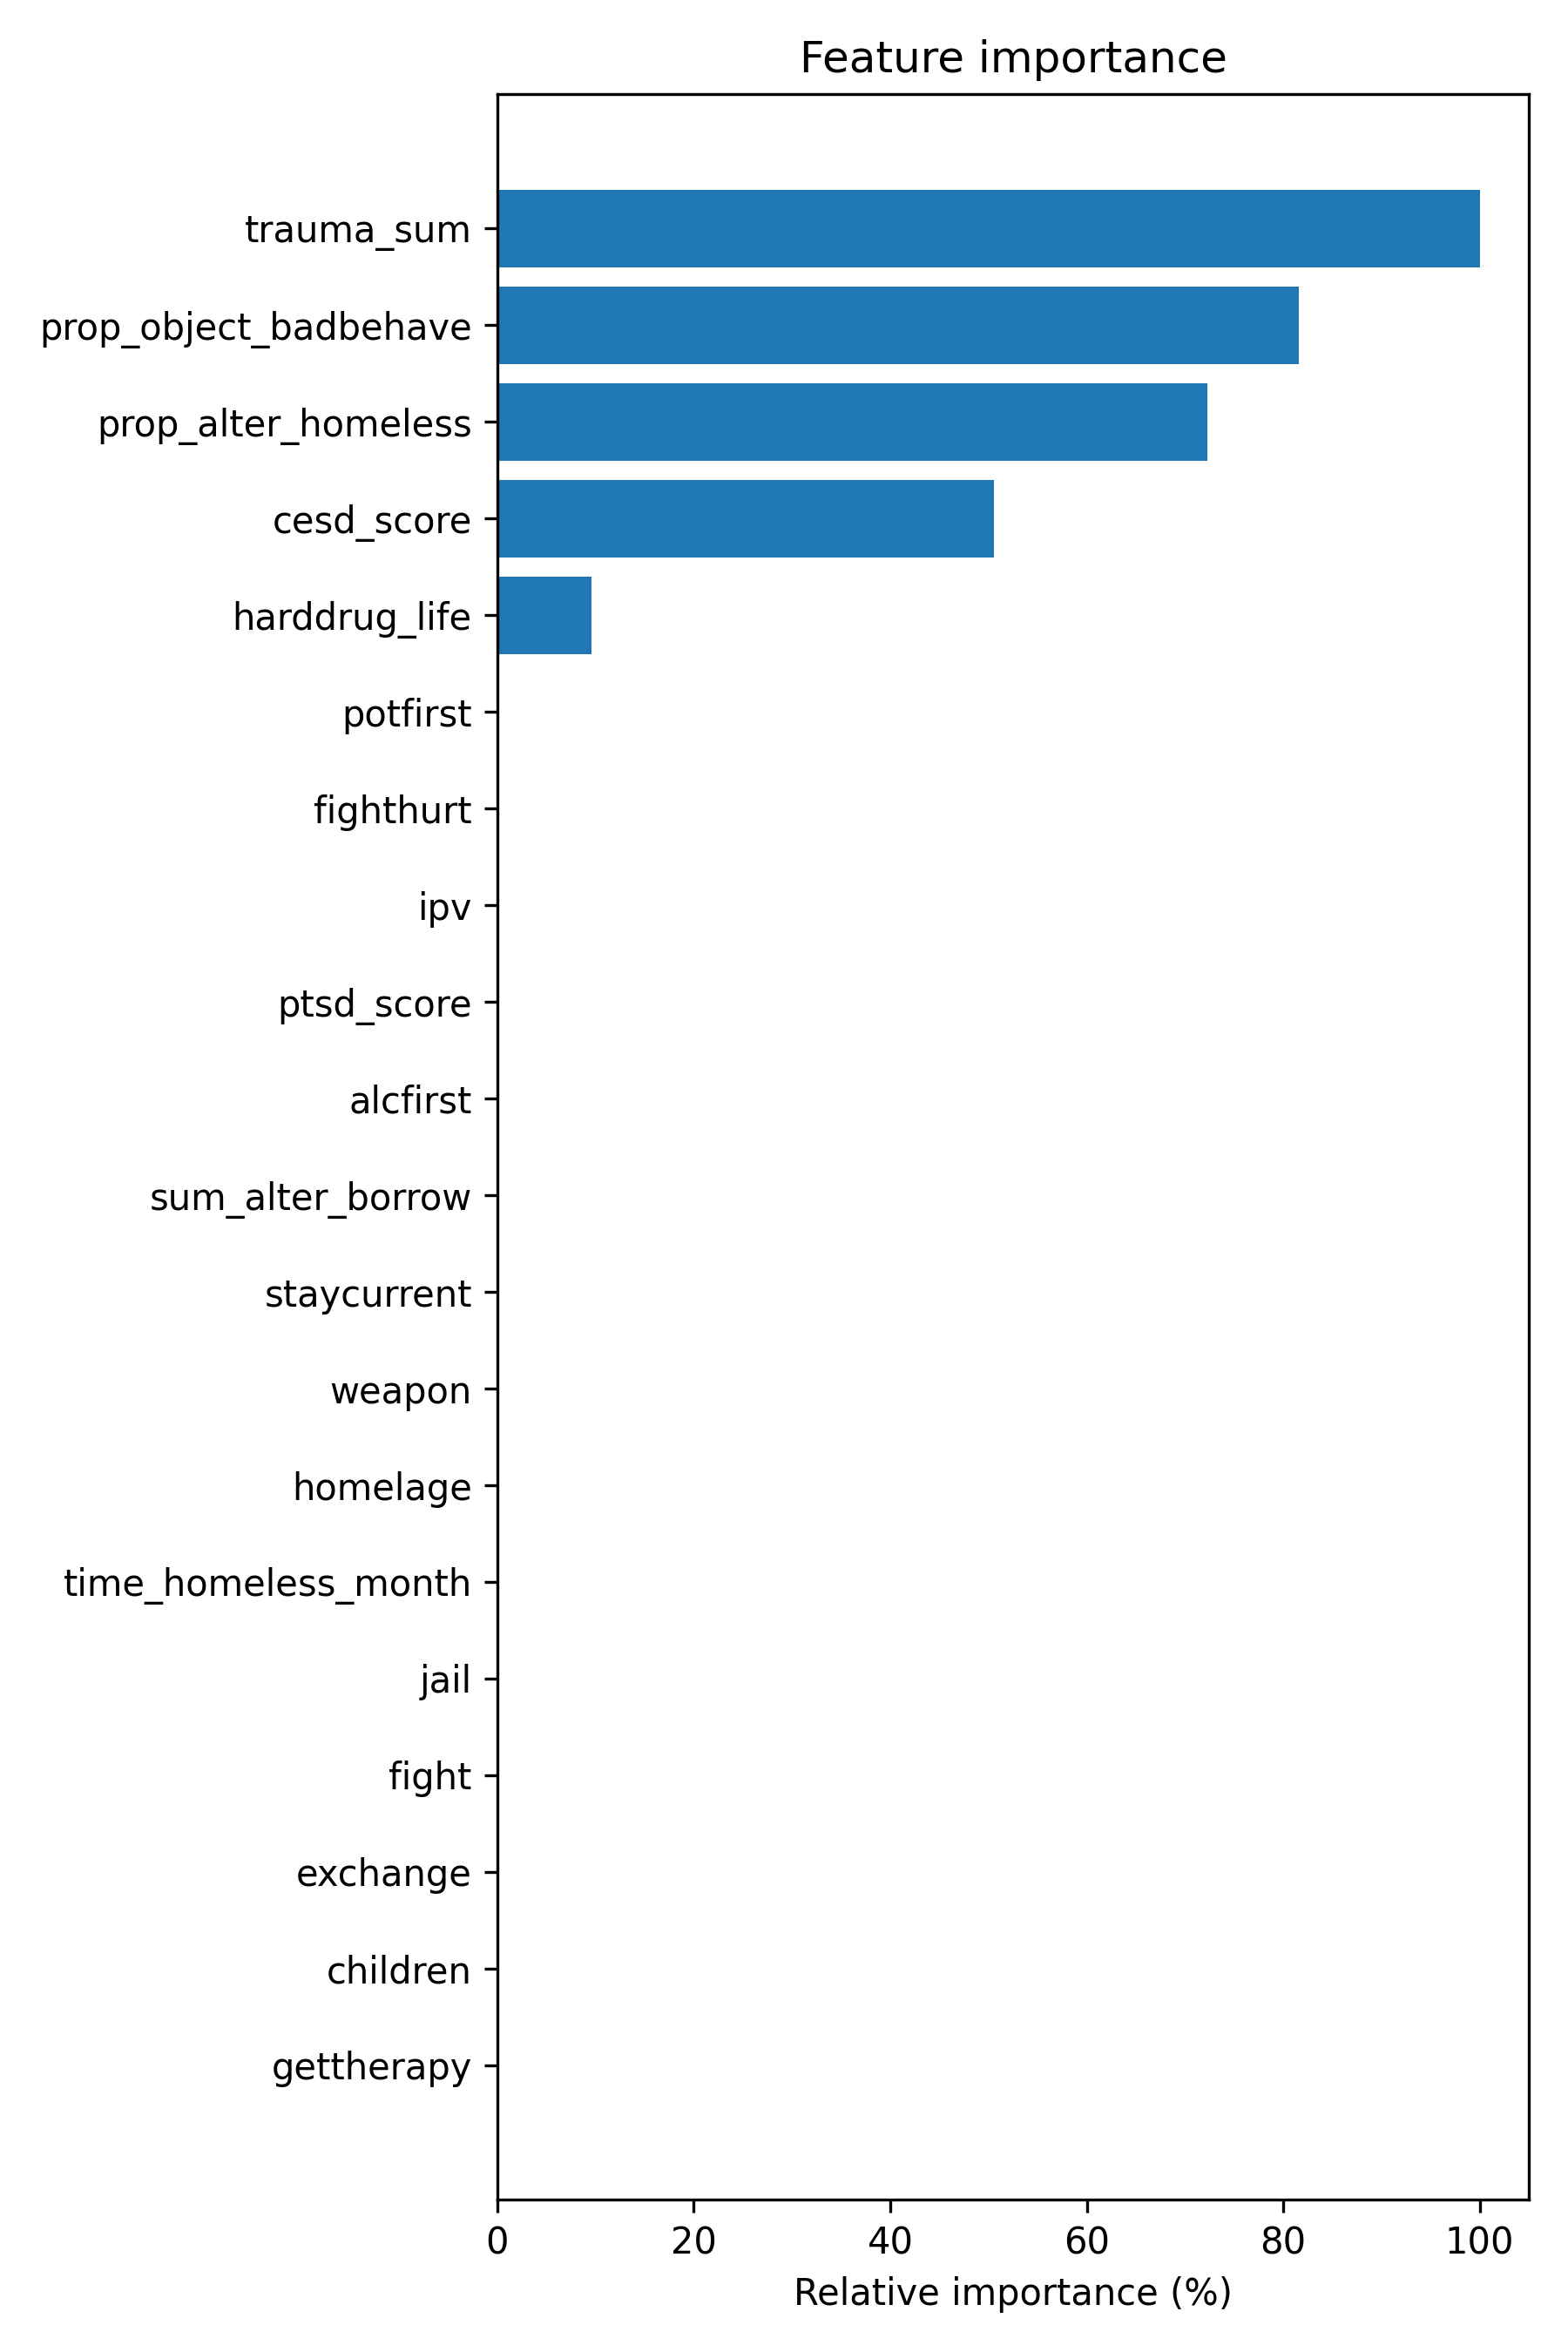 Feature importance
trauma_sum
prop_object_badbehave
prop_alter_homeless
cesd_score
harddrug_life
potfirst
fighthurt
ipv
ptsd_score
alcfirst
sum_alter_borrow
staycurrent
weapon
homelage
time_homeless_month
jail
fight
exchange
children
gettherapy
0 20 40 60 80 100
Relative importance (%)